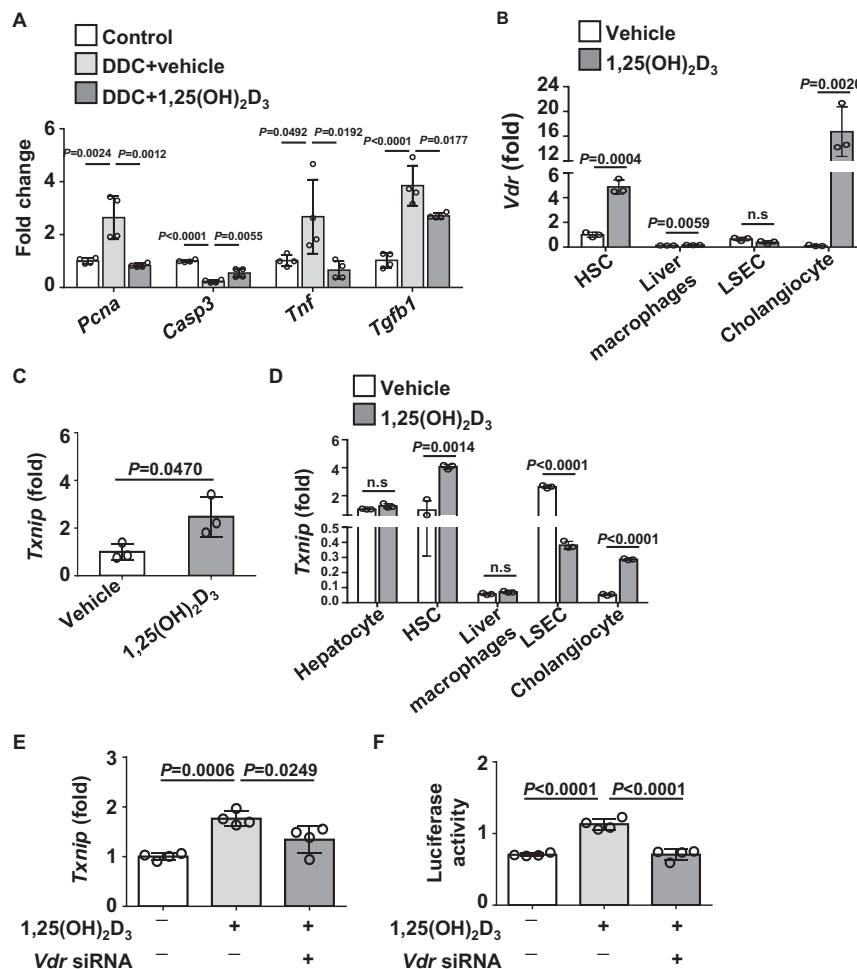 A
Control
DDC+vehicle
DDC+1,25(OH)₂D₃
Fold change
6
4
2
0
P=0.0024
P=0.0012
P<0.0001
P=0.0055
P=0.0492
P=0.0192
P<0.0001
P=0.0177
Pcna
Casp3
Tnf
Tgfb1
B
Vehicle
1,25(OH)₂D₃
Vdr (fold)
24
20
16
12
6
4
2
0
P=0.0004
P=0.0059
n.s
P=0.0020
HSC
Liver
macrophages
LSEC
Cholangiocyte
C
Txnip (fold)
6
4
2
0
P=0.0470
Vehicle
1,25(OH)₂D₃
D
Vehicle
1,25(OH)₂D₃
Txnip (fold)
6
4
2
0.5
0.4
0.3
0.2
0.1
0.0
n.s
P=0.0014
n.s
P<0.0001
P<0.0001
Hepatocyte
HSC
Liver
macrophages
LSEC
Cholangiocyte
E
Txnip (fold)
3
2
1
0
P=0.0006
P=0.0249
1,25(OH)₂D₃ − + +
Vdr siRNA − − +
F
Luciferase
activity
2
1
0
P<0.0001
P<0.0001
1,25(OH)₂D₃ − + +
Vdr siRNA − − +